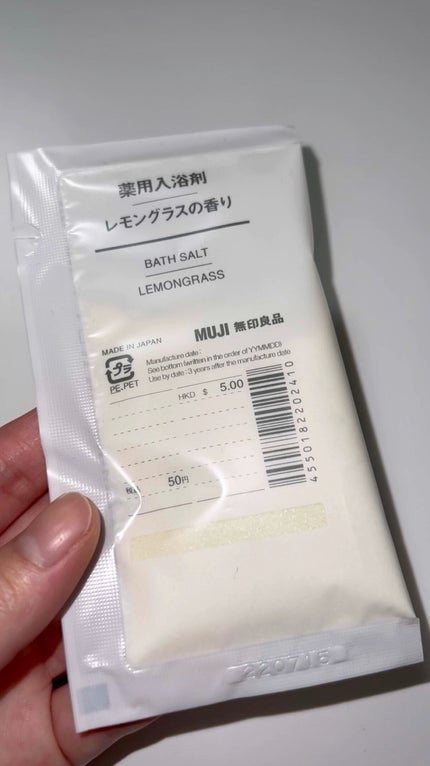 薬用入浴剤
レモングラスの香り
BATH SALT
LEMONGRASS
MUJI 無印良品
MADE IN JAPAN
プラ
PE.PET
Manufacture date :
See bottom (written in the order of YYMMDD)
Use by date : 3 years after the manufacture date
HKD $ 5.00
50円
4550182202410
220715